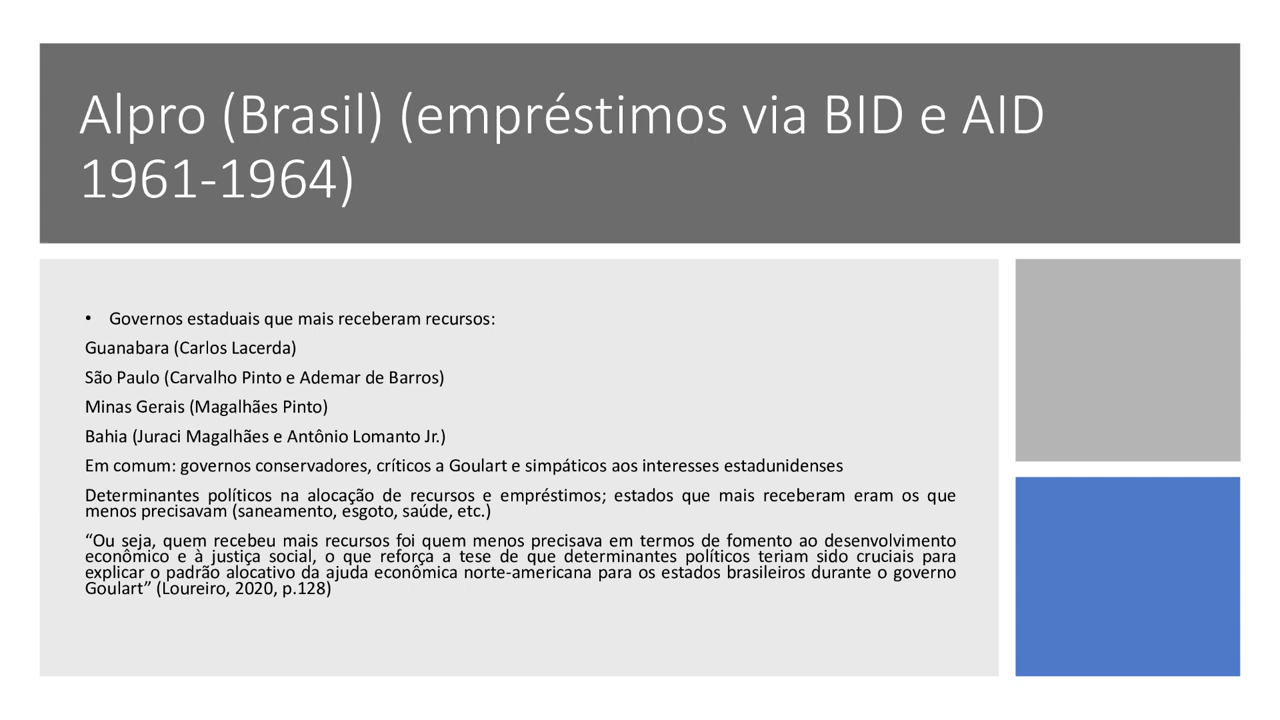 Alpro (Brasil) (empréstimos via BID e AID
1961-1964)
• Governos estaduais que mais receberam recursos:
Guanabara (Carlos Lacerda)
São Paulo (Carvalho Pinto e Ademar de Barros)
Minas Gerais (Magalhães Pinto)
Bahia (Juraci Magalhães e Antônio Lomanto Jr.)
Em comum: governos conservadores, críticos a Goulart e simpáticos aos interesses estadunidenses
Determinantes políticos na alocação de recursos e empréstimos; estados que mais receberam eram os que
menos precisavam (saneamento, esgoto, saúde, etc.)
“Ou seja, quem recebeu mais recursos foi quem menos precisava em termos de fomento ao desenvolvimento
econômico e à justiça social, o que reforça a tese de que determinantes políticos teriam sido cruciais para
explicar o padrão alocativo da ajuda econômica norte-americana para os estados brasileiros durante o governo
Goulart” (Loureiro, 2020, p.128)